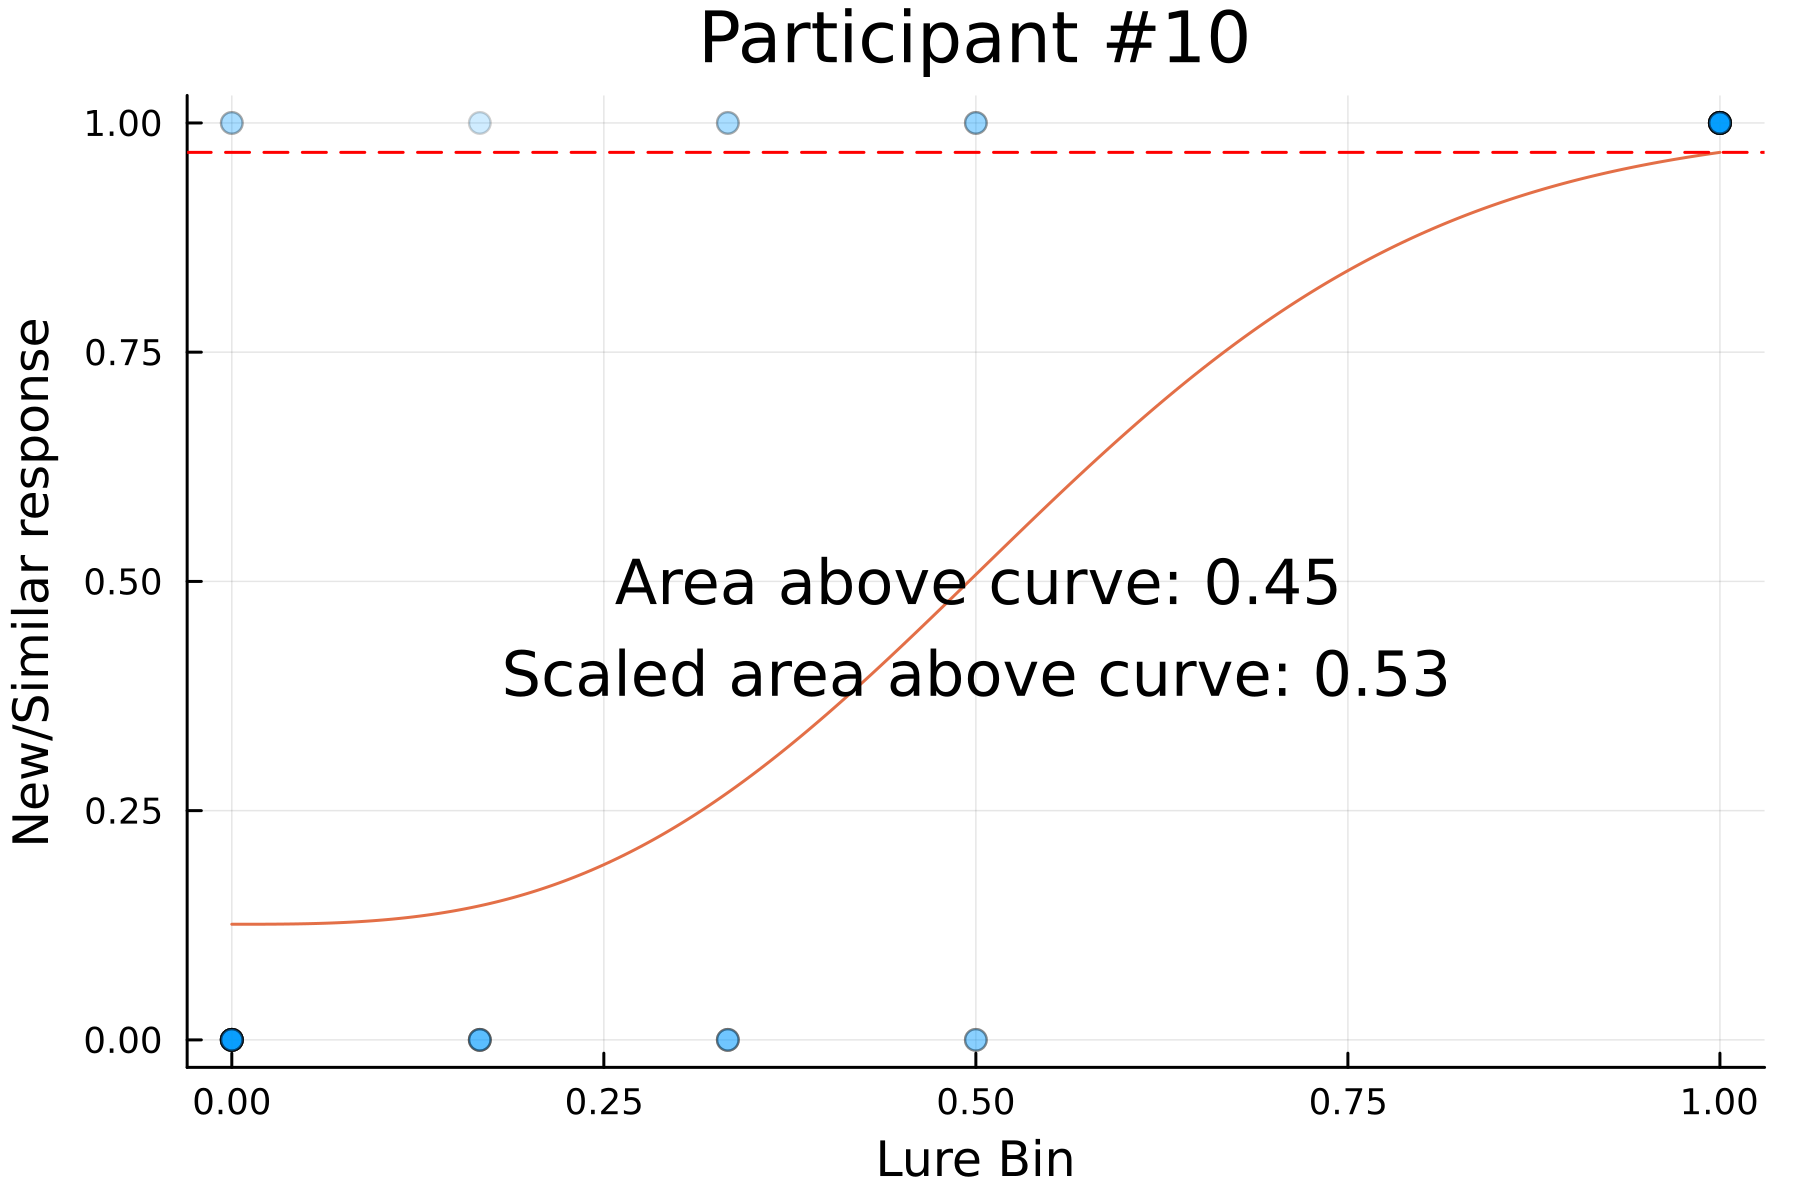 Participant #10
New/Similar response
1.00
0.75
0.50
0.25
0.00
Area above curve: 0.45
Scaled area above curve: 0.53
0.00 0.25 0.50 0.75 1.00
Lure Bin